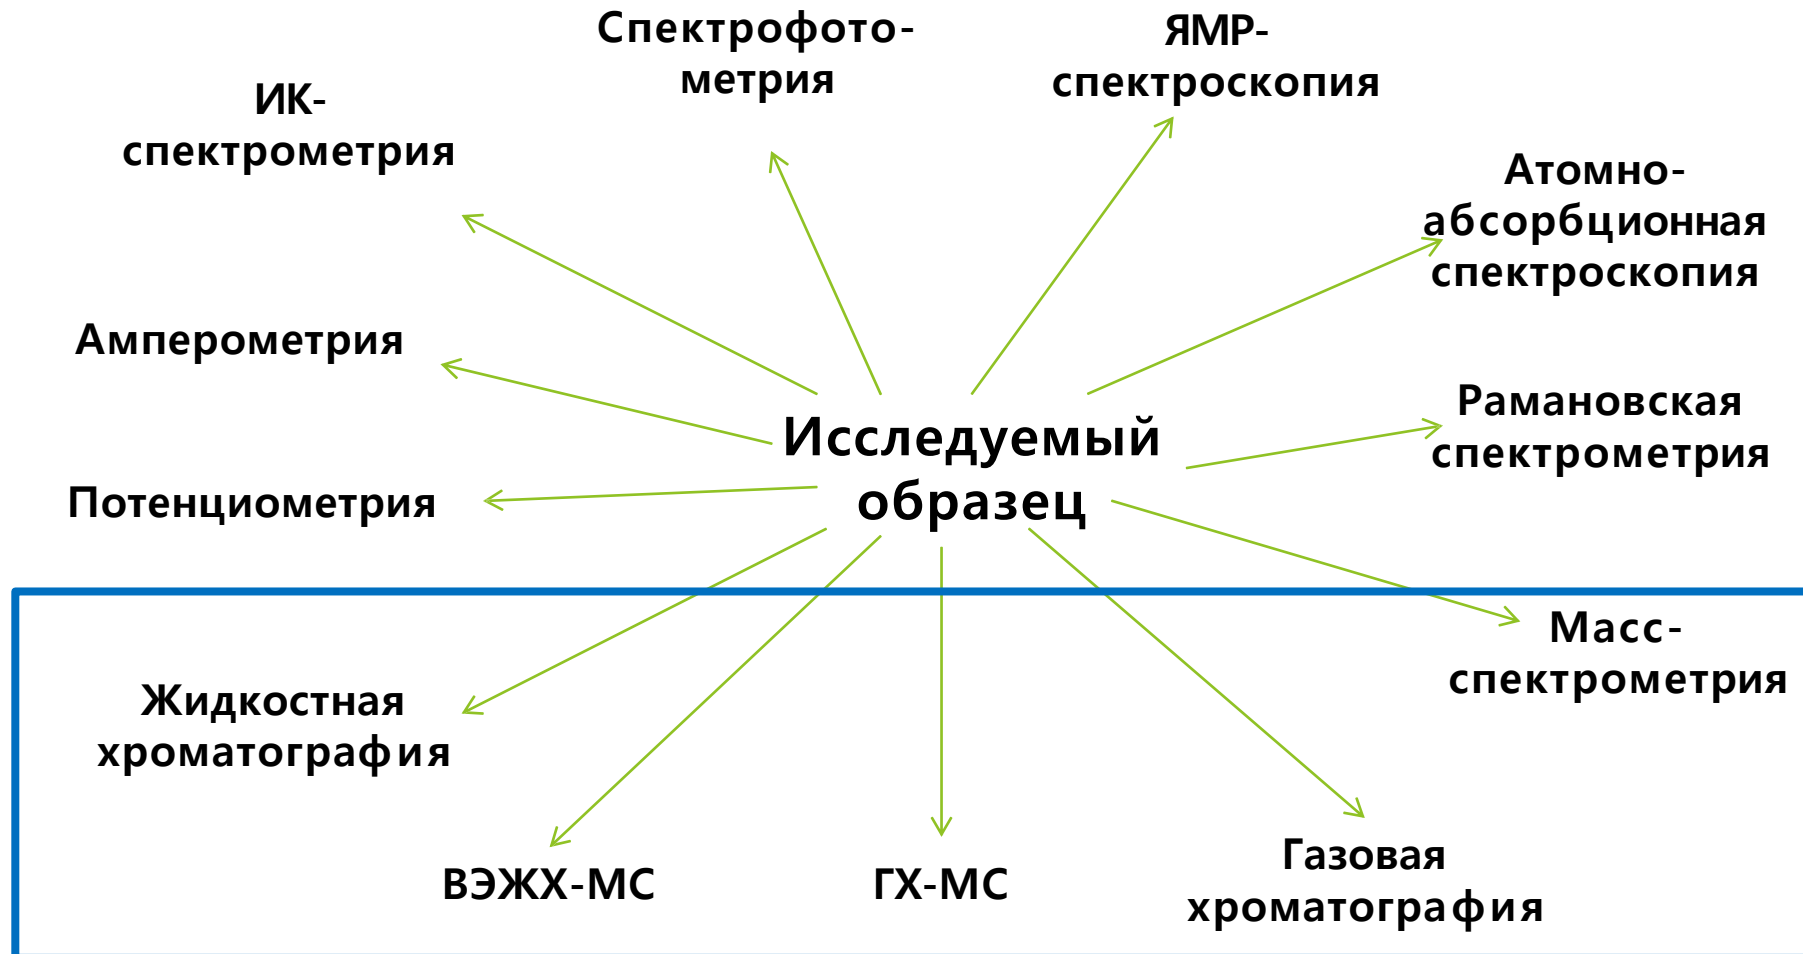 Спектрофото-
метрия
ЯМР-
спектроскопия
ИК-
спектрометрия
Атомно-
абсорбционная
спектроскопия
Амперометрия
Рамановская
спектрометрия
Исследуемый
образец
Потенциометрия
Масс-
спектрометрия
Жидкостная
хроматография
ВЭЖХ-МС
ГХ-МС
Газовая
хроматография